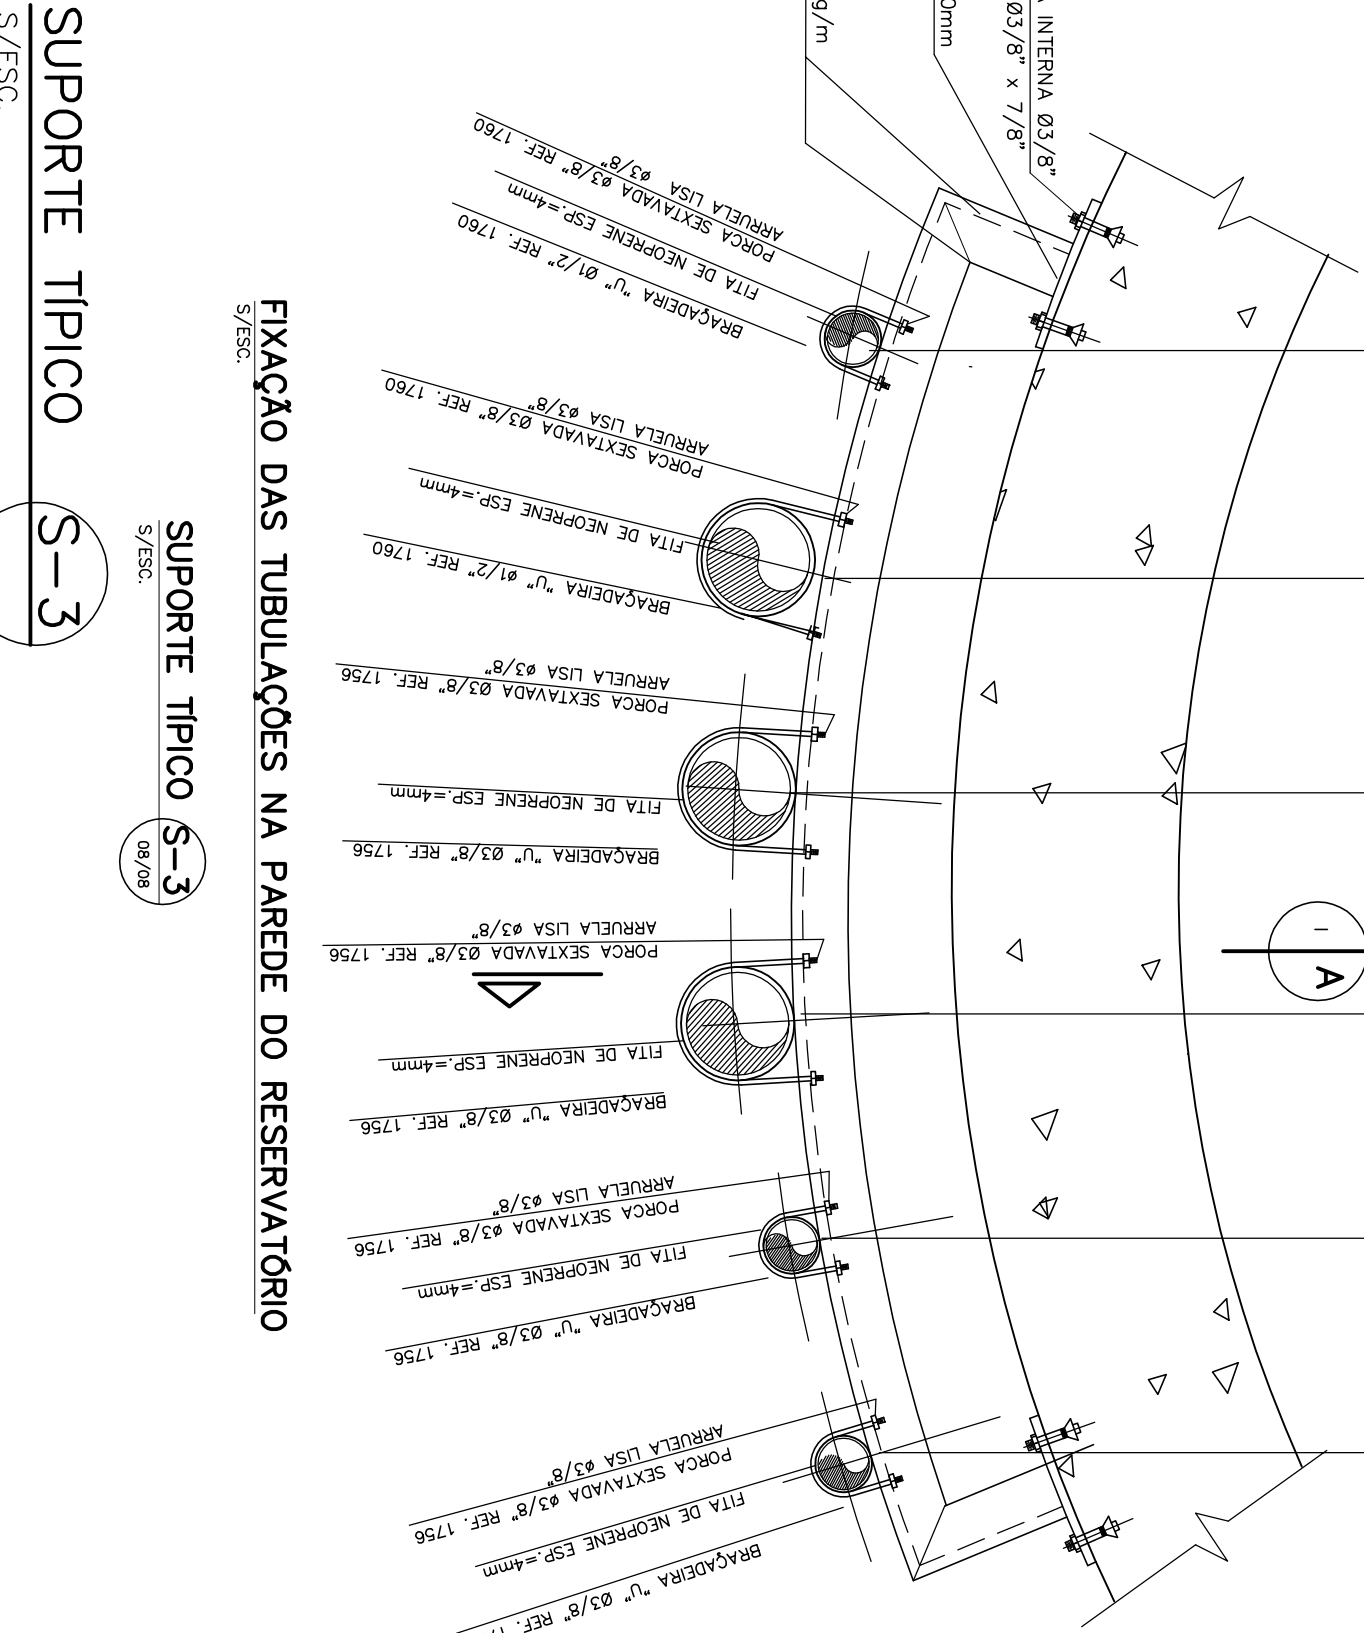 A INTERNA Ø3/8"
Ø3/8" x 7/8"
0mm
g/m
ARRUELA LISA ø3/8"
PORCA SEXTAVADA ø3/8" REF. 1760
FITA DE NEOPRENE ESP.=4mm
BRAÇADEIRA "U" Ø1/2" REF. 1760
ARRUELA LISA ø3/8"
PORCA SEXTAVADA Ø3/8" REF. 1760
FITA DE NEOPRENE ESP.=4mm
BRAÇADEIRA "U" ø1/2" REF. 1760
ARRUELA LISA ø3/8"
PORCA SEXTAVADA Ø3/8" REF. 1756
FITA DE NEOPRENE ESP.=4mm
BRAÇADEIRA "U" Ø3/8" REF. 1756
ARRUELA LISA ø3/8"
PORCA SEXTAVADA Ø3/8" REF. 1756
FITA DE NEOPRENE ESP.=4mm
BRAÇADEIRA "U" Ø3/8" REF. 1756
ARRUELA LISA ø3/8"
PORCA SEXTAVADA ø3/8" REF. 1756
FITA DE NEOPRENE ESP.=4mm
BRAÇADEIRA "U" Ø3/8" REF. 1756
ARRUELA LISA ø3/8"
PORCA SEXTAVADA ø3/8" REF. 1756
FITA DE NEOPRENE ESP.=4mm
BRAÇADEIRA "U" Ø3/8" REF.
–
A
FIXAÇÃO DAS TUBULAÇÕES NA PAREDE DO RESERVATÓRIO
S/ESC.
SUPORTE TÍPICO S-3
S/ESC.
08/08
SUPORTE TÍPICO S-3
S/ESC.